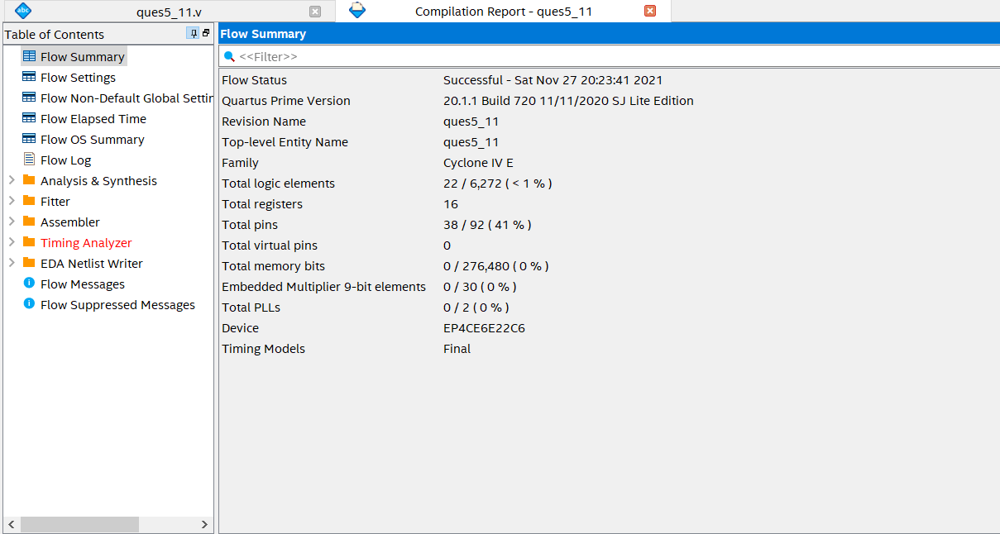 abc ques5_11.v Compilation Report - ques5_11
Table of Contents
Flow Summary
Flow Settings
Flow Non-Default Global Settin
Flow Elapsed Time
Flow OS Summary
Flow Log
Analysis & Synthesis
Fitter
Assembler
Timing Analyzer
EDA Netlist Writer
Flow Messages
Flow Suppressed Messages
Flow Summary
<<Filter>>
Flow Status Successful - Sat Nov 27 20:23:41 2021
Quartus Prime Version 20.1.1 Build 720 11/11/2020 SJ Lite Edition
Revision Name ques5_11
Top-level Entity Name ques5_11
Family Cyclone IV E
Total logic elements 22 / 6,272 ( < 1 % )
Total registers 16
Total pins 38 / 92 ( 41 % )
Total virtual pins 0
Total memory bits 0 / 276,480 ( 0 % )
Embedded Multiplier 9-bit elements 0 / 30 ( 0 % )
Total PLLs 0 / 2 ( 0 % )
Device EP4CE6E22C6
Timing Models Final